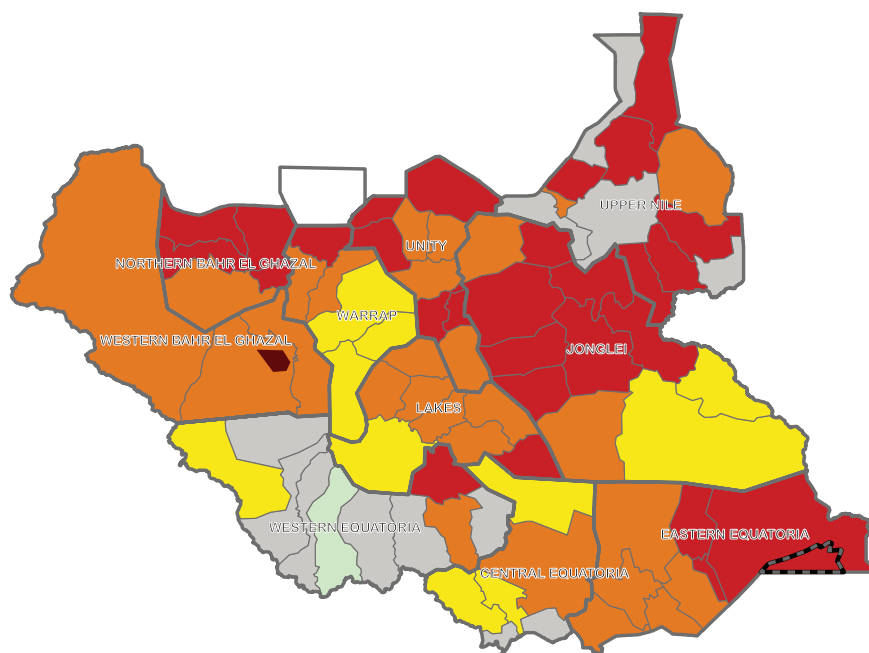 UPPER NILE
UNITY
NORTHERN BAHR EL GHAZAL
WARRAP
WESTERN BAHR EL GHAZAL
JONGLEI
LAKES
WESTERN EQUATORIA
EASTERN EQUATORIA
CENTRAL EQUATORIA